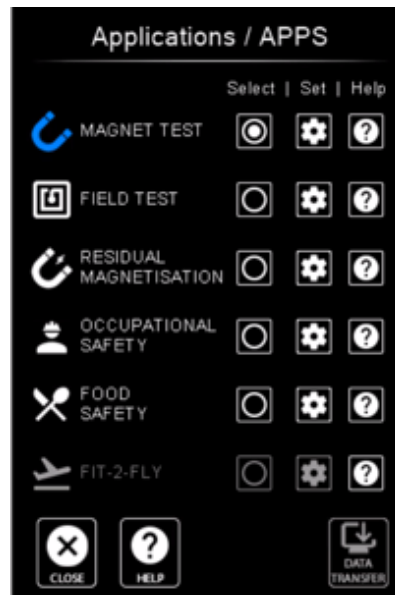 Applications / APPS
Select | Set | Help
MAGNET TEST
FIELD TEST
RESIDUAL
MAGNETISATION
OCCUPATIONAL
SAFETY
FOOD
SAFETY
FIT-2-FLY
CLOSE
HELP
DATA
TRANSFER